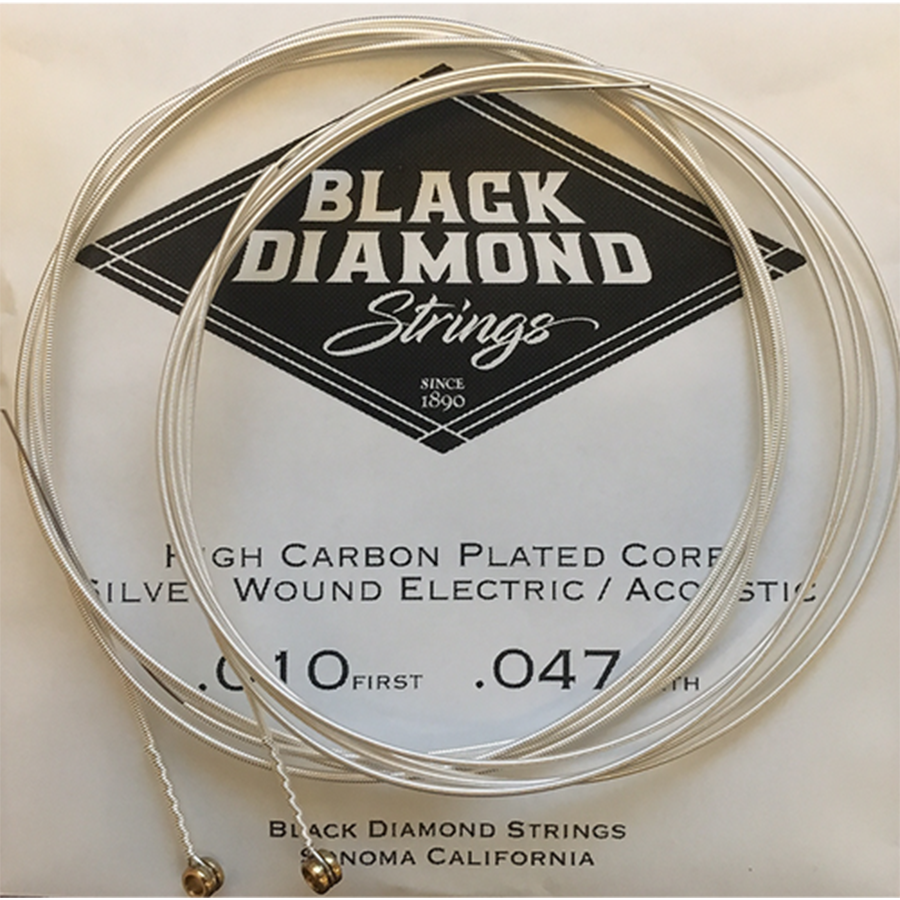 BLACK
DIAMOND
Strings
SINCE
1890
HIGH CARBON PLATED CORE
SILVER WOUND ELECTRIC / ACOUSTIC
.010 FIRST .047
BLACK DIAMOND STRINGS
SONOMA CALIFORNIA